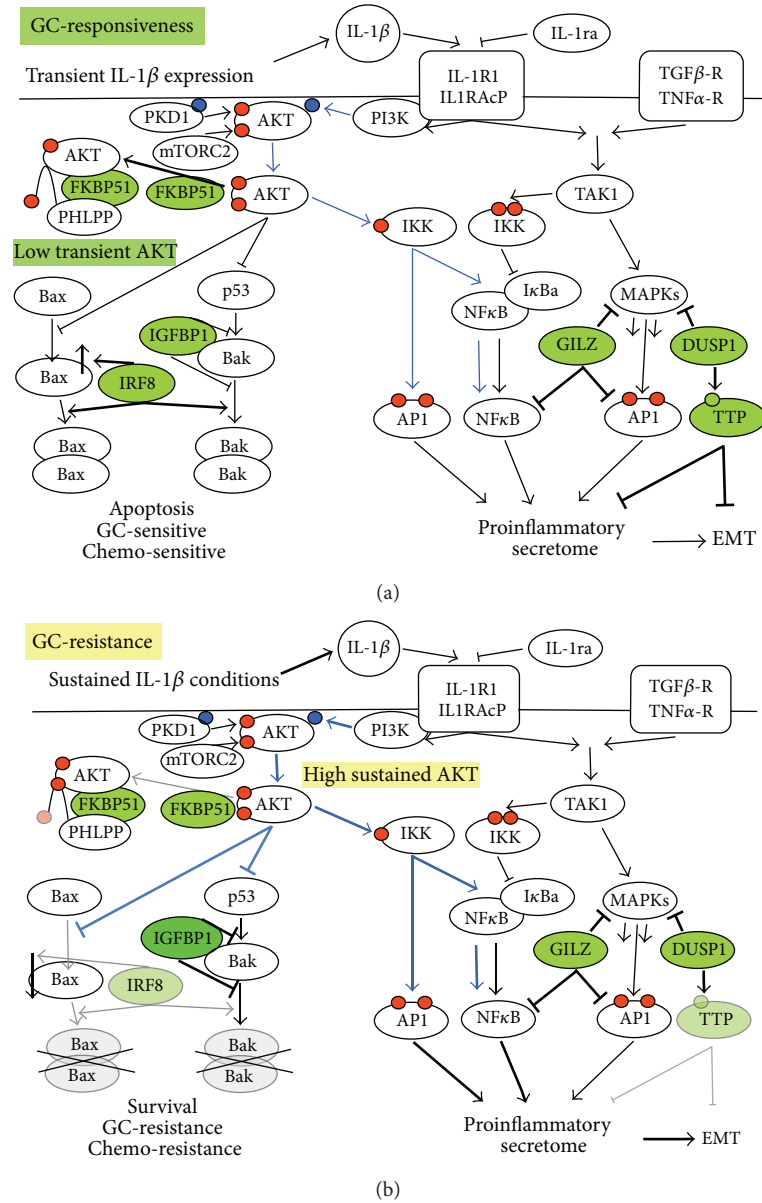 GC-responsiveness
IL-1β
IL-1ra
Transient IL-1β expression
IL-1R1
IL1RAcP
TGFβ-R
TNFα-R
PKD1
AKT
PI3K
mTORC2
AKT
FKBP51
PHLPP
FKBP51
AKT
TAK1
IKK
IKK
Low transient AKT
Bax
p53
IκBa
NFκB
MAPKs
IGFBP1
Bak
GILZ
DUSP1
Bax
IRF8
AP1
NFκB
AP1
TTP
Bax
Bax
Bak
Bak
Apoptosis
GC-sensitive
Chemo-sensitive
Proinflammatory
secretome
EMT
(a)
GC-resistance
IL-1β
IL-1ra
Sustained IL-1β conditions
IL-1R1
IL1RAcP
TGFβ-R
TNFα-R
PKD1
AKT
PI3K
mTORC2
High sustained AKT
AKT
FKBP51
PHLPP
FKBP51
AKT
TAK1
IKK
IKK
Bax
p53
IκBa
NFκB
MAPKs
IGFBP1
Bak
GILZ
DUSP1
Bax
IRF8
AP1
NFκB
AP1
TTP
Bax
Bax
Bak
Bak
Survival
GC-resistance
Chemo-resistance
Proinflammatory
secretome
EMT
(b)